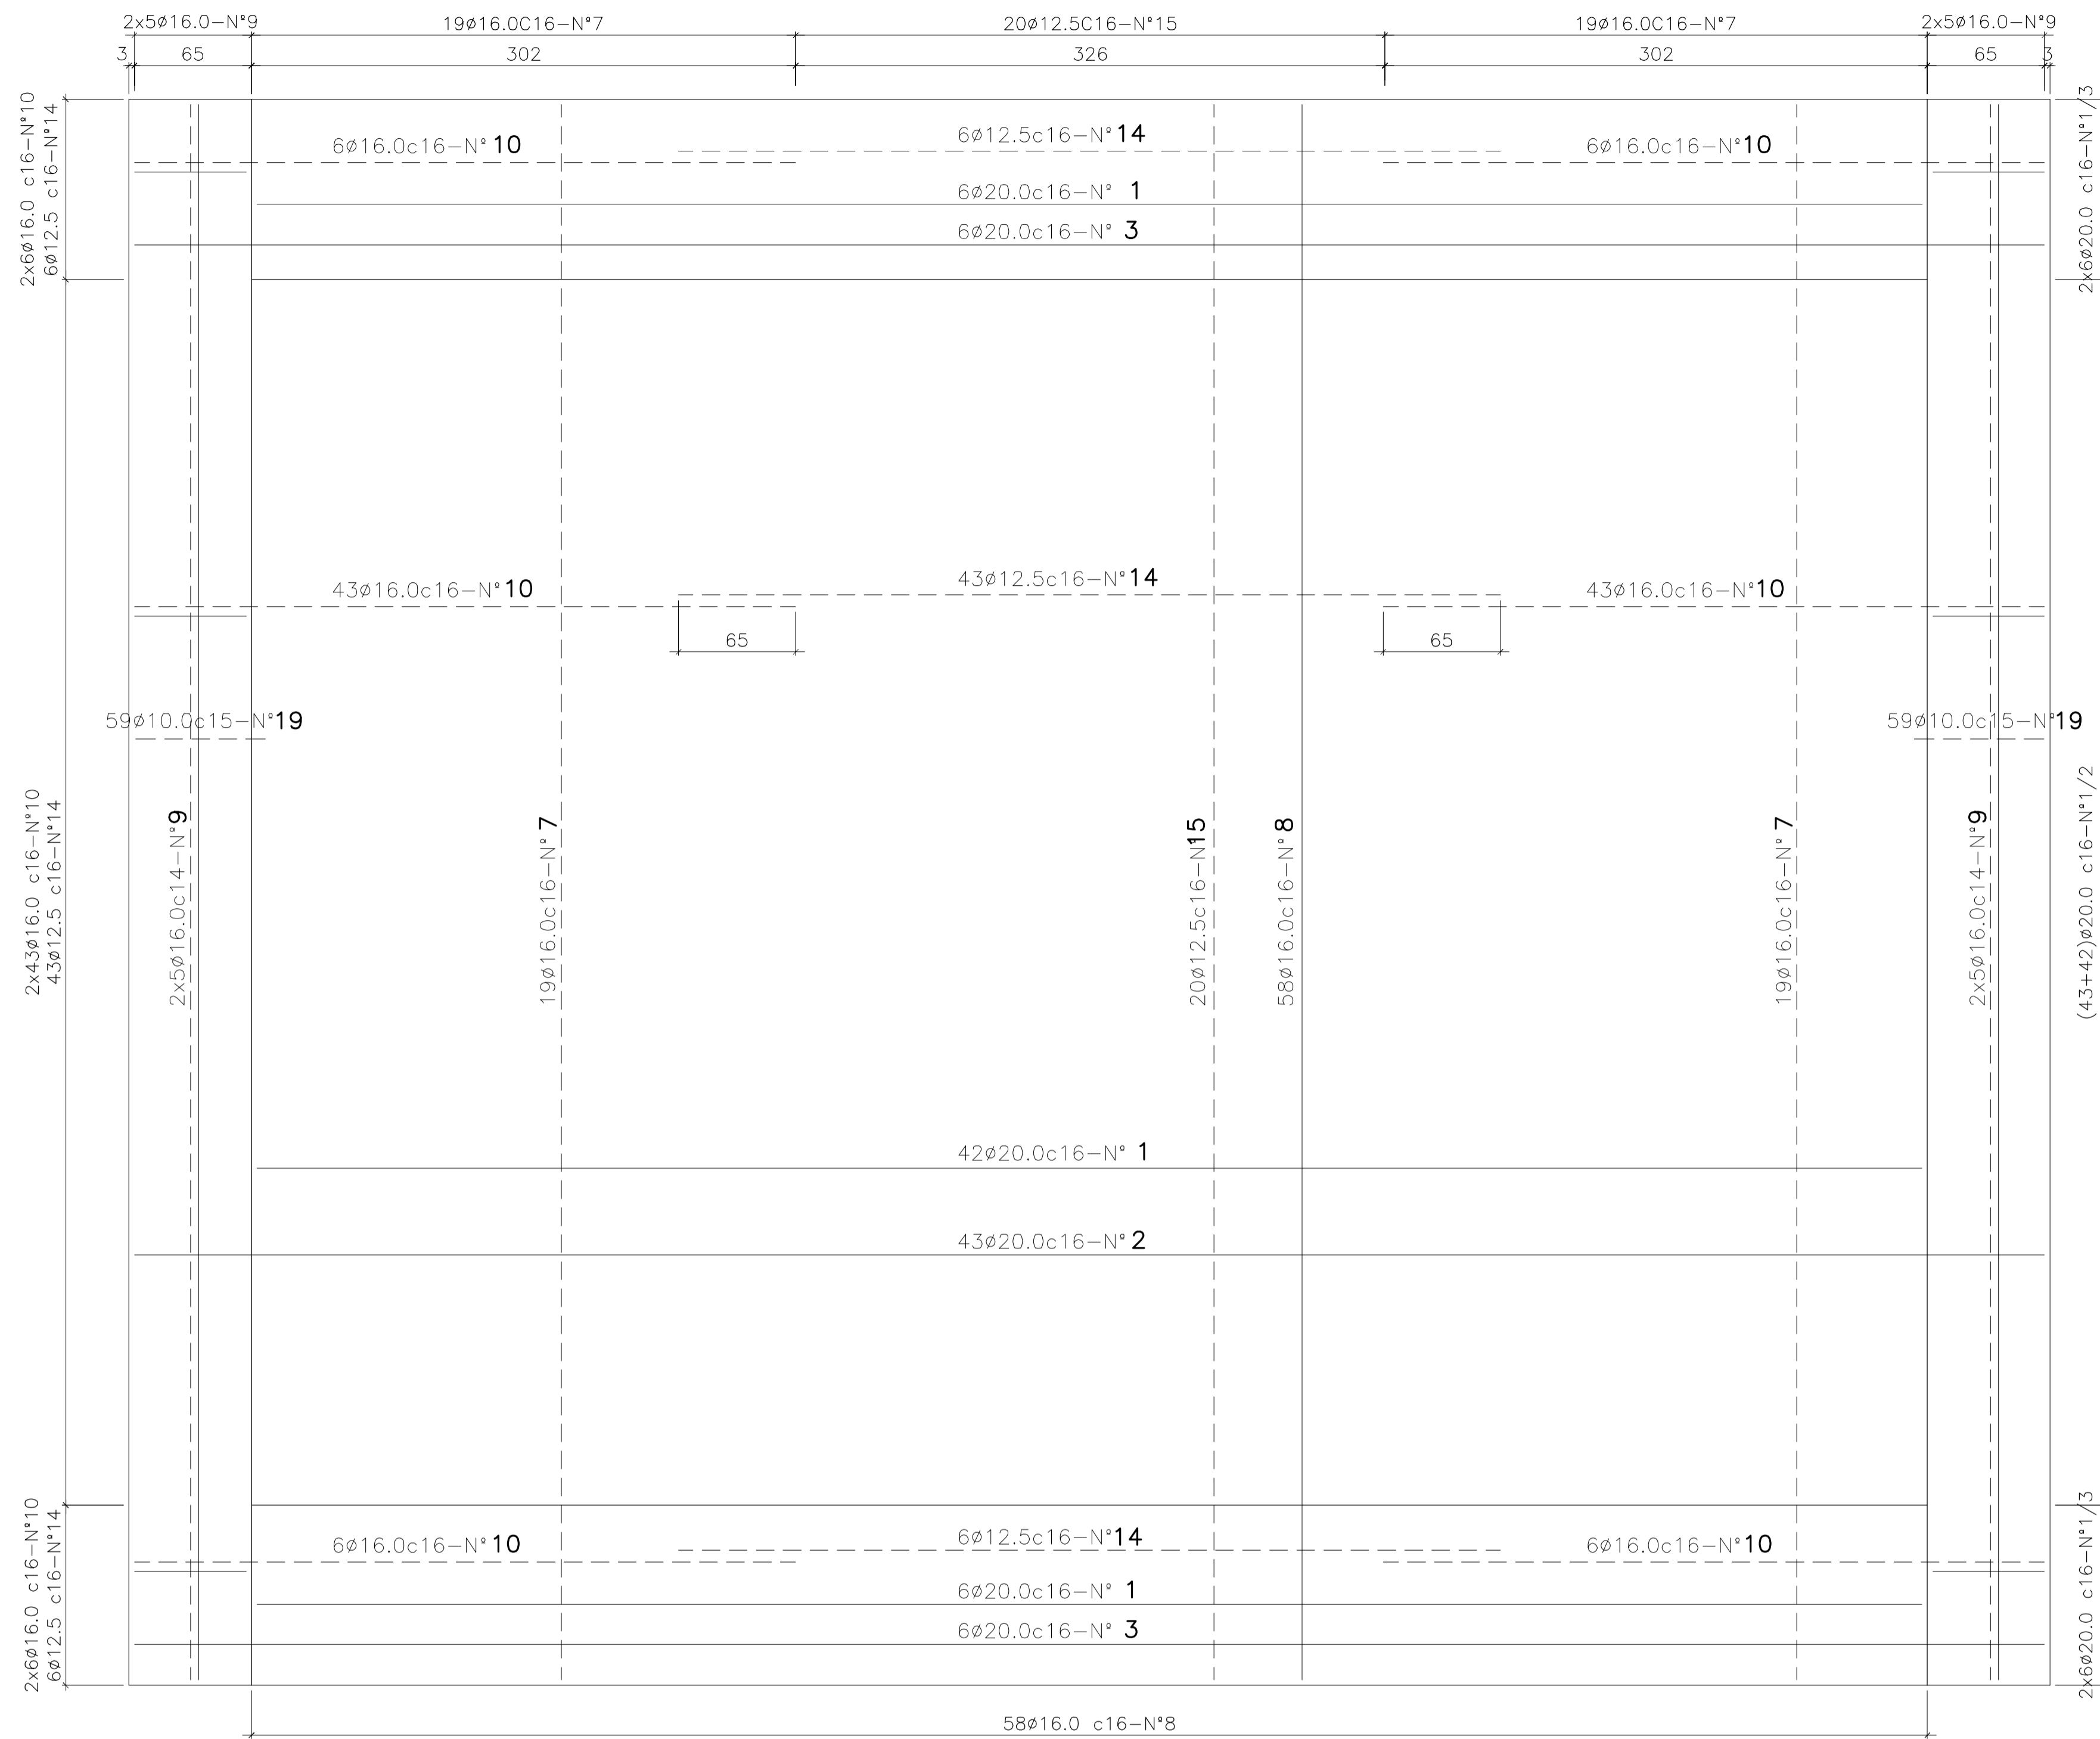 2x5ø16.0-N°9
19ø16.0C16-N°7
20ø12.5C16-N°15
19ø16.0C16-N°7
2x5ø16.0-N°9
3
65
302
326
302
65
3
2x6ø16.0 c16-N°10
6ø12.5 c16-N°14
2x6ø20.0 c16-N°1/3
6ø16.0c16-N°10
6ø12.5c16-N°14
6ø16.0c16-N°10
6ø20.0c16-N° 1
6ø20.0c16-N° 3
43ø16.0c16-N°10
43ø12.5c16-N°14
43ø16.0c16-N°10
65
65
59ø10.0c15-N°19
59ø10.0c15-N°19
2x43ø16.0 c16-N°10
43ø12.5 c16-N°14
2x5ø16.0c14-N°9
19ø16.0c16-N° 7
20ø12.5c16-N°15
58ø16.0c16-N° 8
19ø16.0c16-N° 7
2x5ø16.0c14-N°9
(43+42)ø20.0 c16-N°1/2
42ø20.0c16-N° 1
43ø20.0c16-N° 2
2x6ø16.0 c16-N°10
6ø12.5 c16-N°14
2x6ø20.0 c16-N°1/3
6ø16.0c16-N°10
6ø12.5c16-N°14
6ø16.0c16-N°10
6ø20.0c16-N° 1
6ø20.0c16-N° 3
58ø16.0 c16-N°8